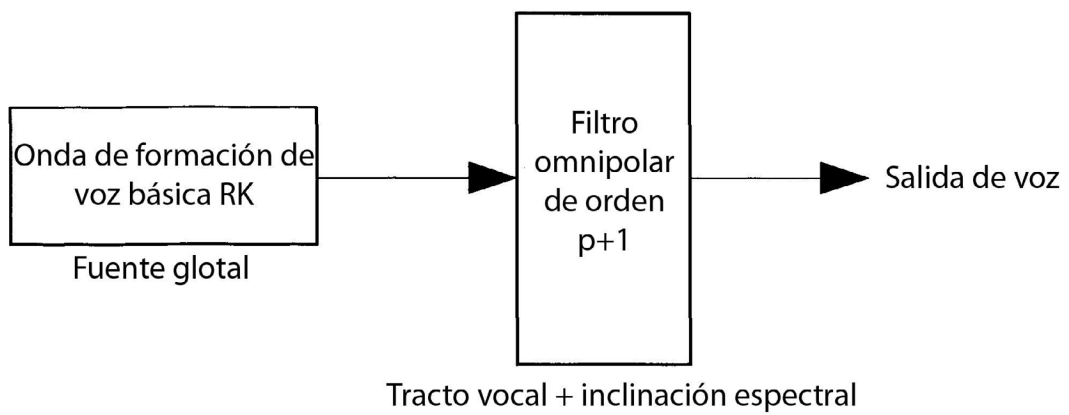 Onda de formación de
voz básica RK
Fuente glotal
Filtro
omnipolar
de orden
p+1
Tracto vocal + inclinación espectral
Salida de voz